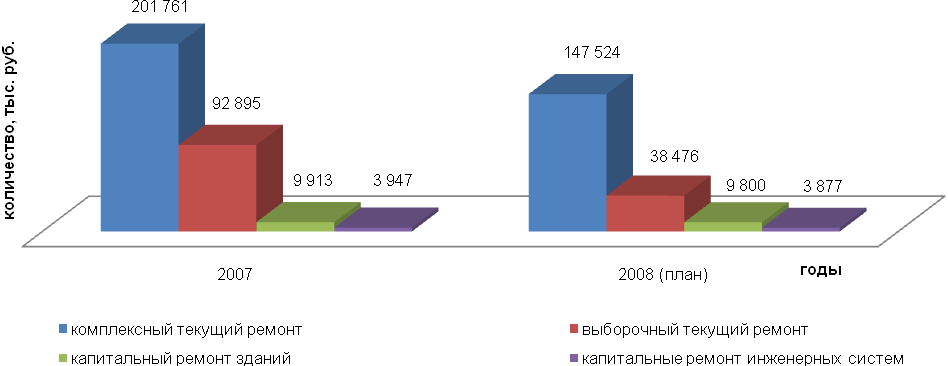 количество, тыс. руб.
201 761
92 895
9 913
3 947
147 524
38 476
9 800
3 877
2007
2008 (план)
годы
комплексный текущий ремонт
выборочный текущий ремонт
капитальный ремонт зданий
капитальные ремонт инженерных систем